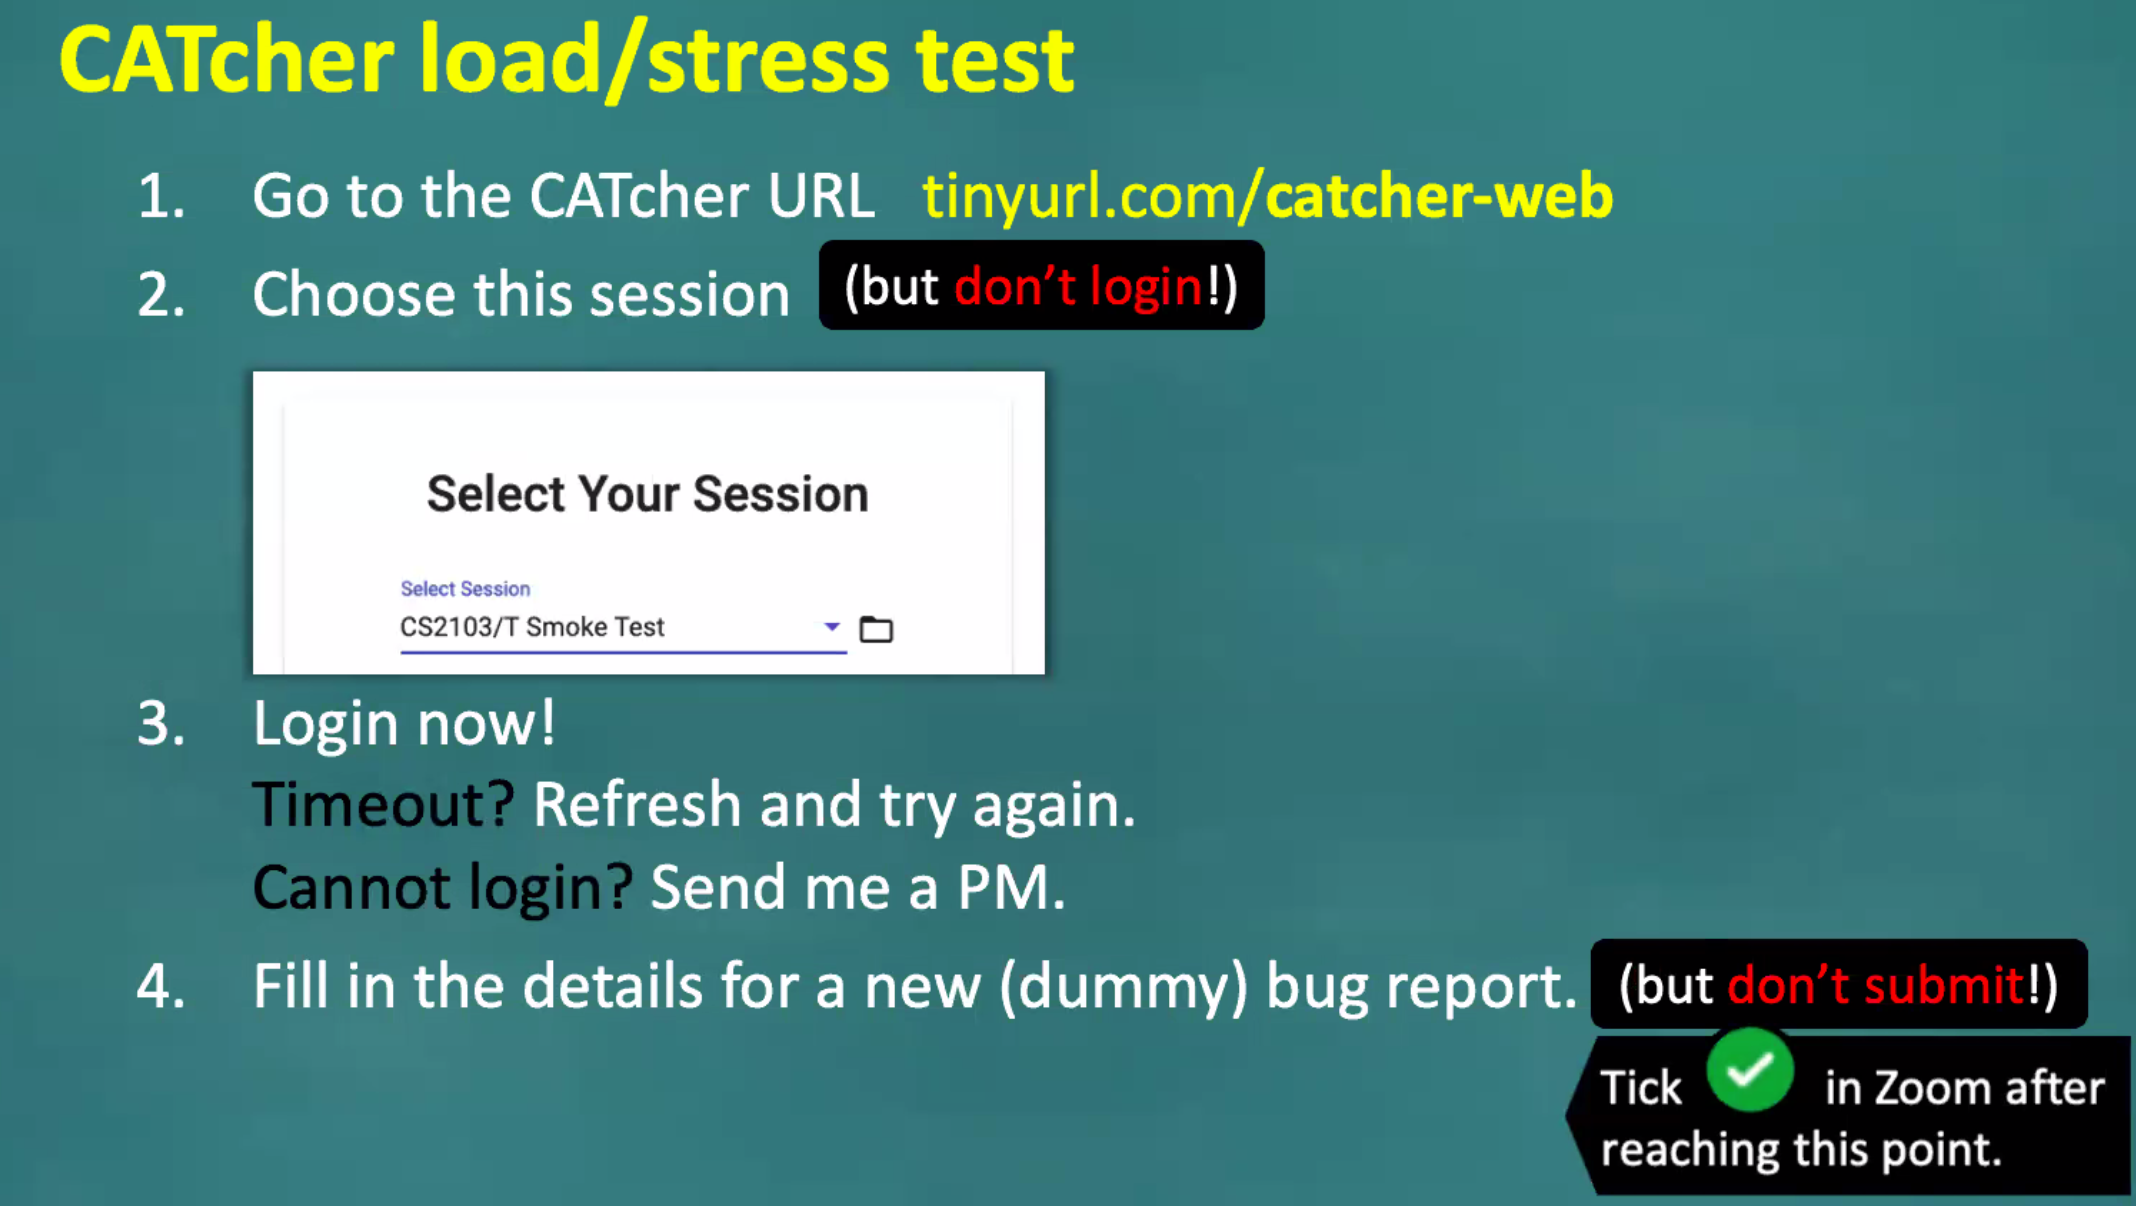 CATcher load/stress test
1. Go to the CATcher URL tinyurl.com/catcher-web
2. Choose this session (but don't login!)
Select Your Session
Select Session
CS2103/T Smoke Test
3. Login now!
Timeout? Refresh and try again.
Cannot login? Send me a PM.
4. Fill in the details for a new (dummy) bug report. (but don't submit!)
Tick in Zoom after
reaching this point.